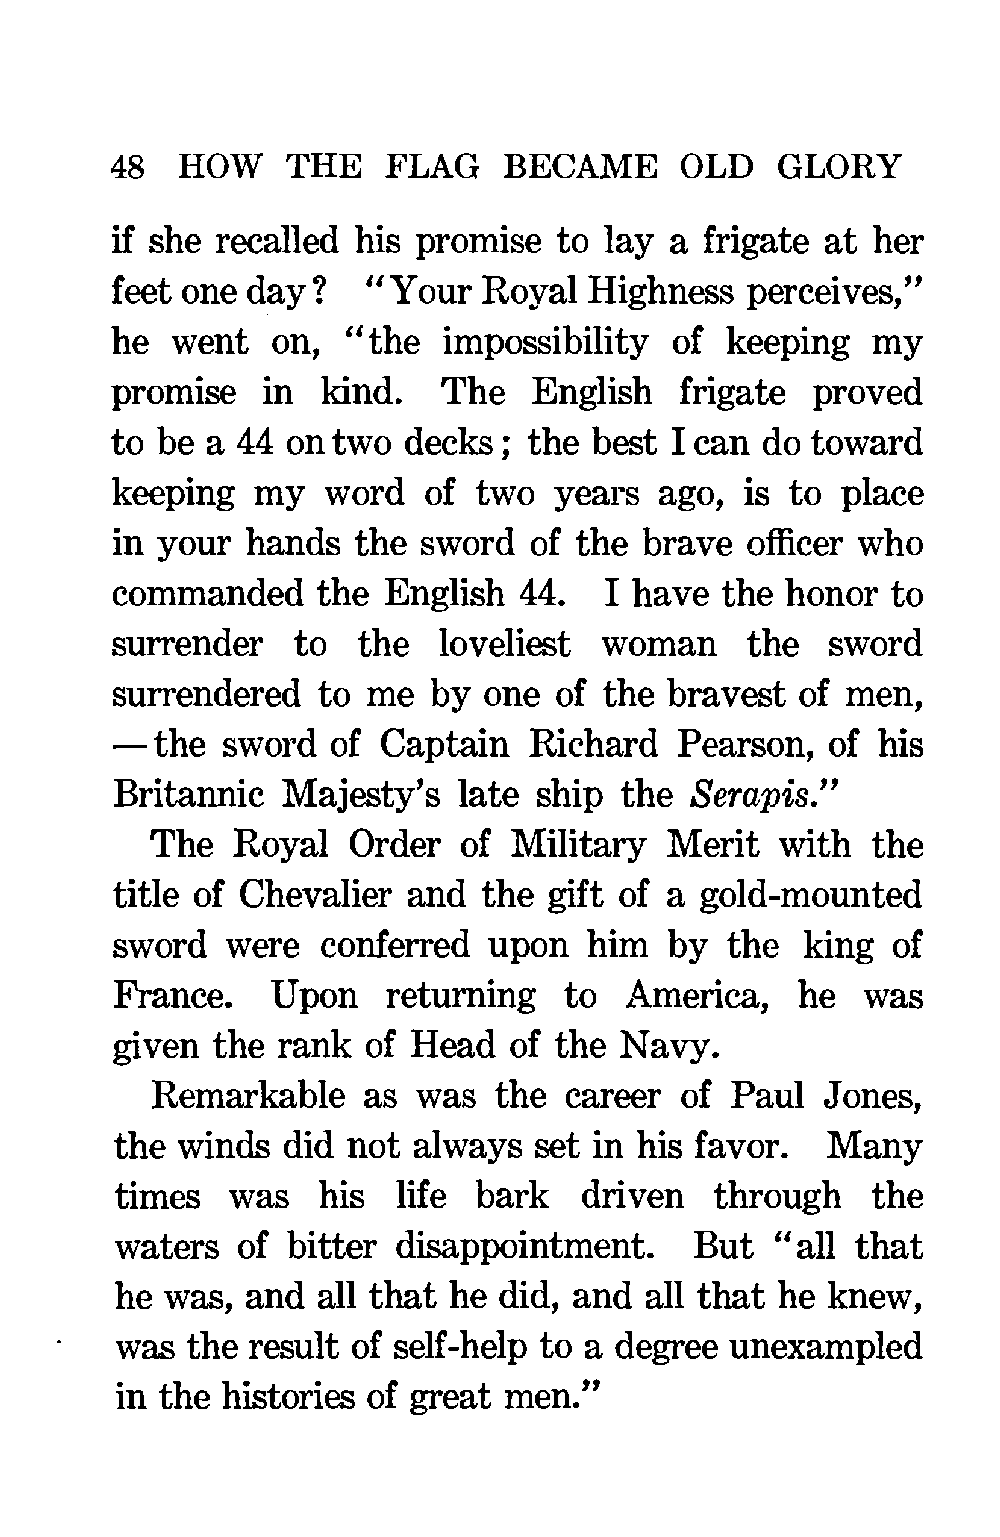 48 HOW THE FLAG BECAME OLD GLORY
if she recalled his promise to lay a frigate at her
feet one day? "Your Royal Highness perceives,"
he went on, "the impossibility of keeping my
promise in kind. The English frigate proved
to be a 44 on two decks; the best I can do toward
keeping my word of two years ago, is to place
in your hands the sword of the brave officer who
commanded the English 44. I have the honor to
surrender to the loveliest woman the sword
surrendered to me by one of the bravest of men,
—the sword of Captain Richard Pearson, of his
Britannic Majesty's late ship the Serapis."
The Royal Order of Military Merit with the
title of Chevalier and the gift of a gold-mounted
sword were conferred upon him by the king of
France. Upon returning to America, he was
given the rank of Head of the Navy.
Remarkable as was the career of Paul Jones,
the winds did not always set in his favor. Many
times was his life bark driven through the
waters of bitter disappointment. But "all that
he was, and all that he did, and all that he knew,
was the result of self-help to a degree unexampled
in the histories of great men."